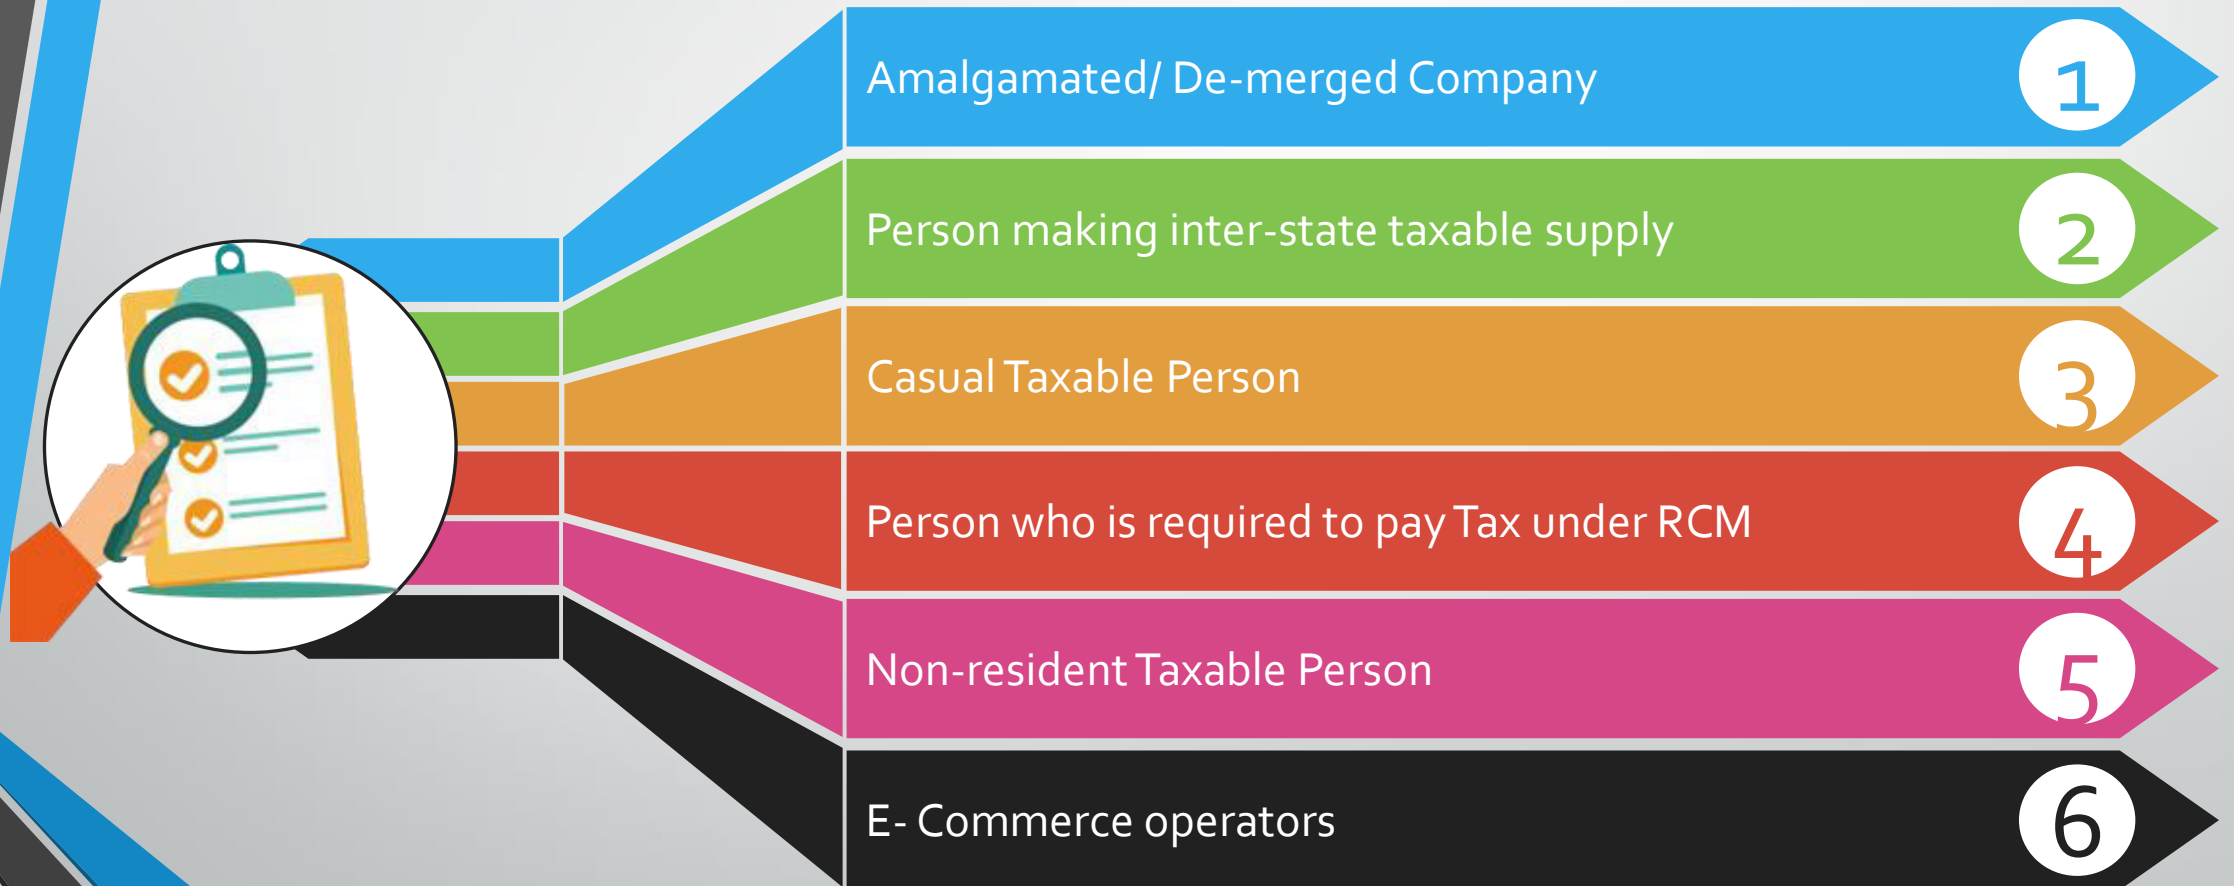 Amalgamated/ De-merged Company
1
Person making inter-state taxable supply
2
Casual Taxable Person
3
Person who is required to pay Tax under RCM
4
Non-resident Taxable Person
5
E- Commerce operators
6